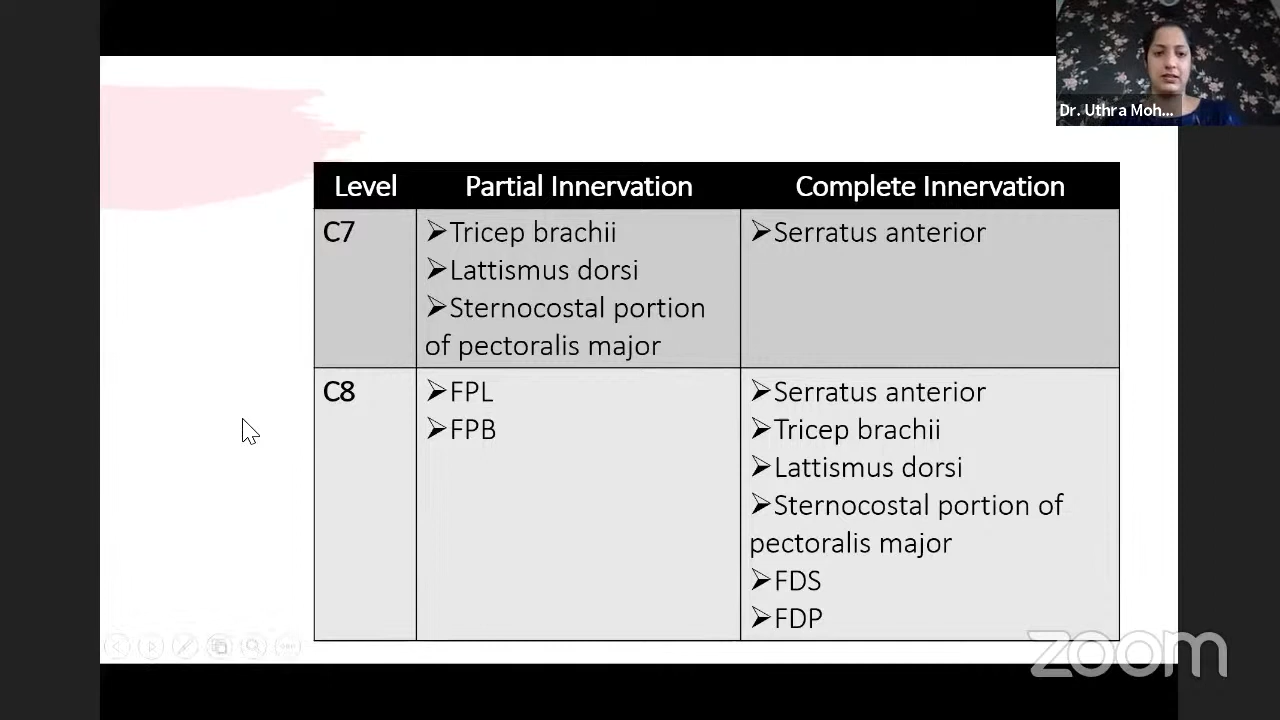 Dr. Uthra Moh...
Level Partial Innervation Complete Innervation
C7
➢Tricep brachii
➢Lattismus dorsi
➢Sternocostal portion
of pectoralis major
➢Serratus anterior
C8
➢FPL
➢FPB
➢Serratus anterior
➢Tricep brachii
➢Lattismus dorsi
➢Sternocostal portion of
pectoralis major
➢FDS
➢FDP
zoom